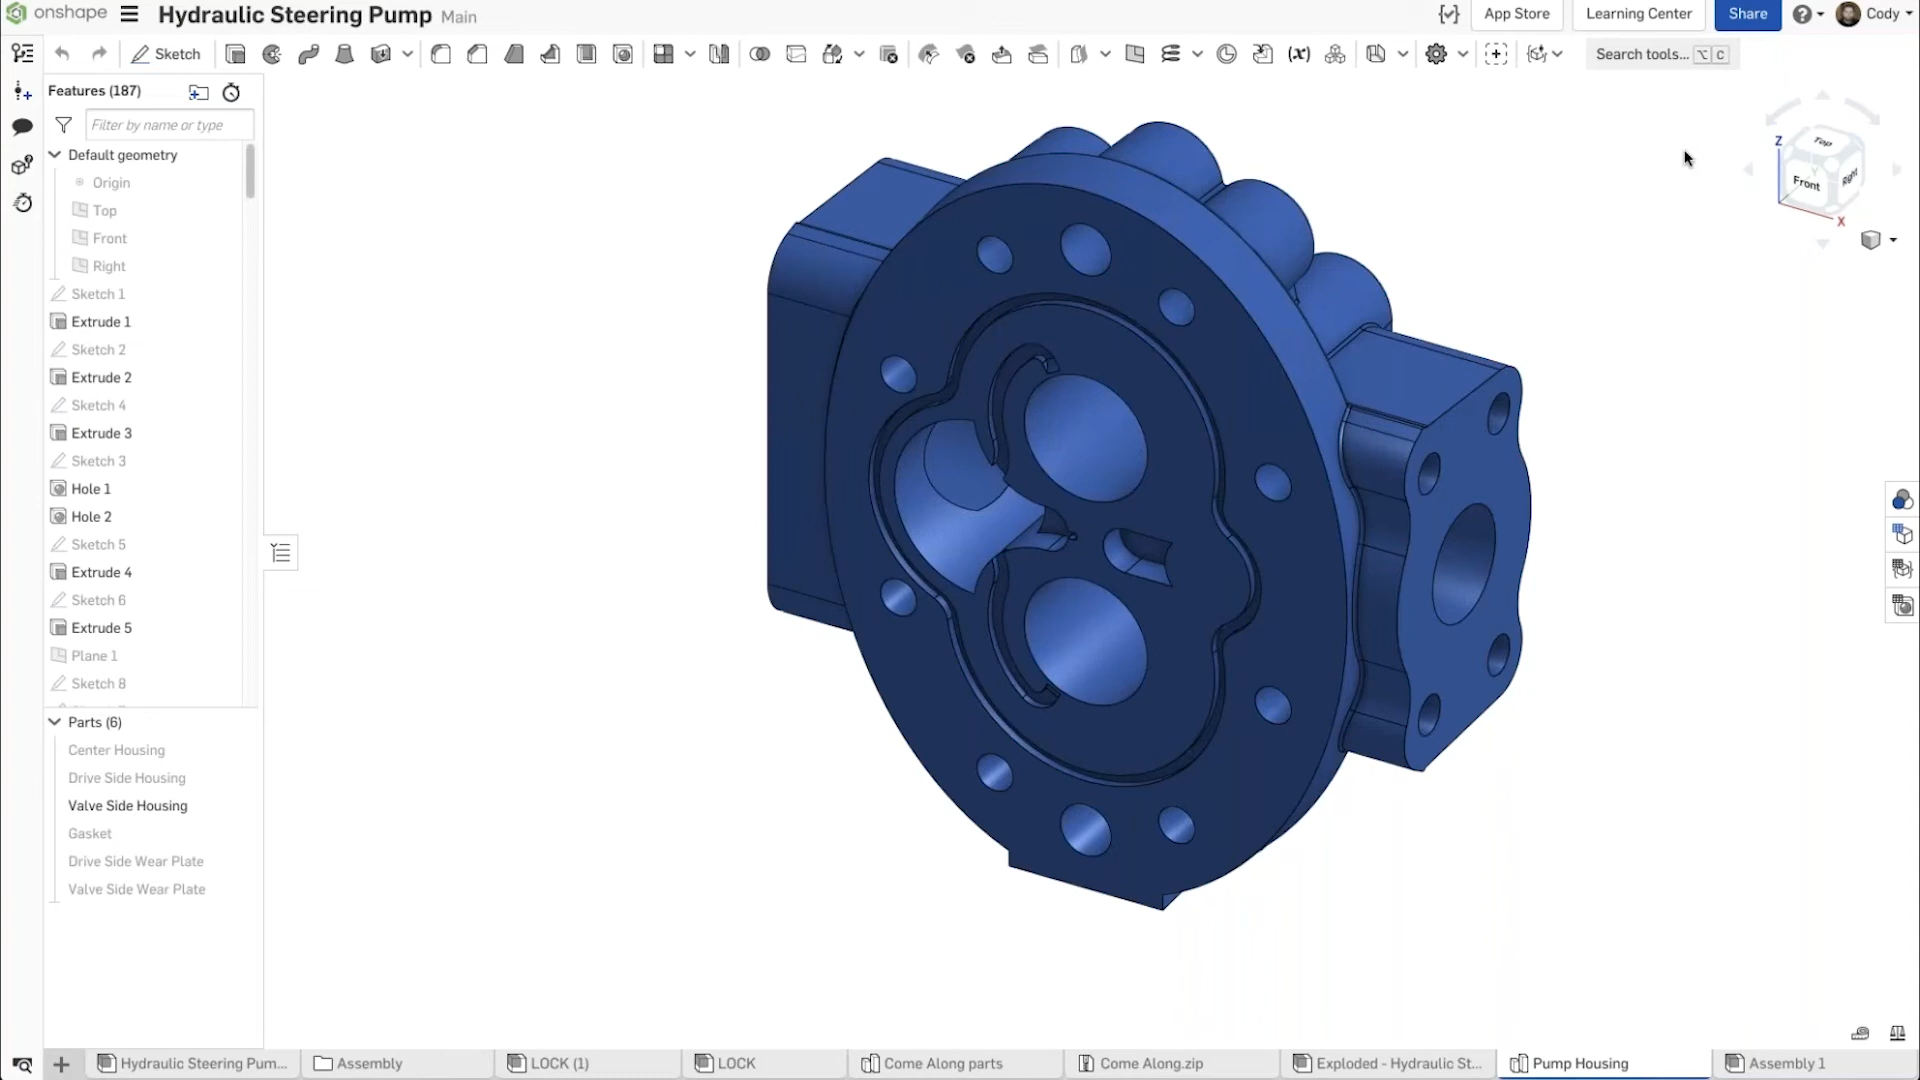 onshape Hydraulic Steering Pump Main App Store Learning Center Share Cody
Sketch Search tools... ⌥ C
Features (187)
Filter by name or type
Default geometry
Origin
Top
Front
Right
Sketch 1
Extrude 1
Sketch 2
Extrude 2
Sketch 4
Extrude 3
Sketch 3
Hole 1
Hole 2
Sketch 5
Extrude 4
Sketch 6
Extrude 5
Plane 1
Sketch 8
Parts (6)
Center Housing
Drive Side Housing
Valve Side Housing
Gasket
Drive Side Wear Plate
Valve Side Wear Plate
Z
Top
Front
Right
X
Hydraulic Steering Pum... Assembly LOCK (1) LOCK Come Along parts Come Along.zip Exploded - Hydraulic St... Pump Housing Assembly 1